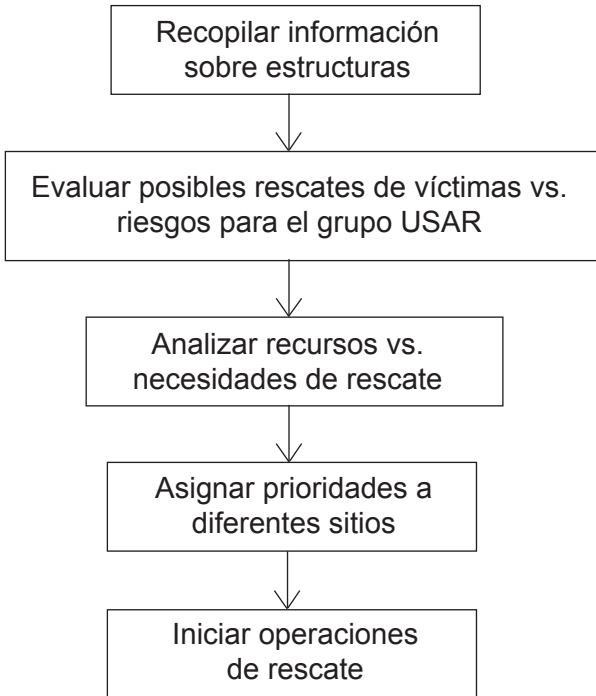 Recopilar información
sobre estructuras
Evaluar posibles rescates de víctimas vs.
riesgos para el grupo USAR
Analizar recursos vs.
necesidades de rescate
Asignar prioridades a
diferentes sitios
Iniciar operaciones
de rescate